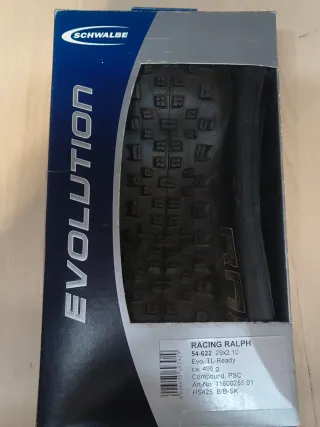 SCHWALBE
EVOLUTION
RACING RALPH
54-622 29x2.10
Evo, TL-Ready
ca. 495 g
Compound: PSC
Art.-No. 11600255.01
HS425 B/B-SK